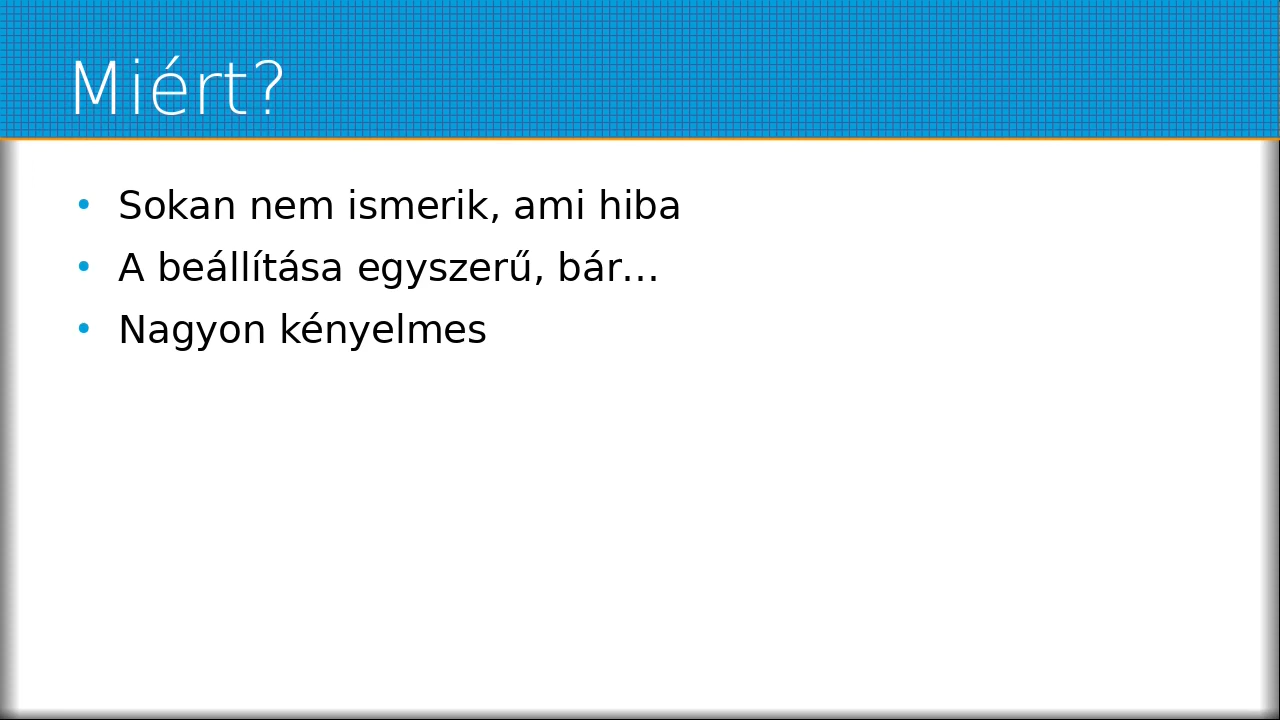 Miért?
• Sokan nem ismerik, ami hiba
• A beállítása egyszerű, bár…
• Nagyon kényelmes